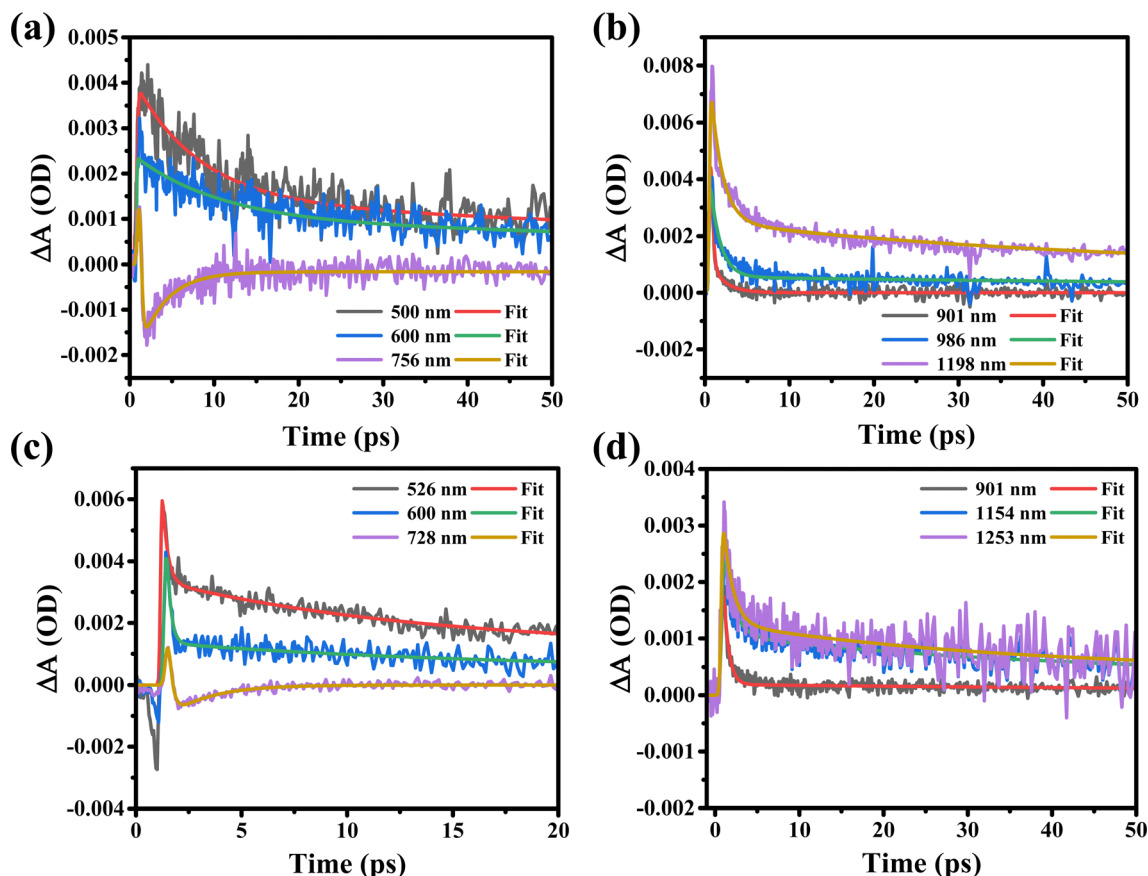 (a)
0.005
0.004
0.003
0.002
0.001
0.000
-0.001
-0.002
ΔA (OD)
500 nm Fit
600 nm Fit
756 nm Fit
0 10 20 30 40 50
Time (ps)
(b)
0.008
0.006
0.004
0.002
0.000
-0.002
ΔA (OD)
901 nm Fit
986 nm Fit
1198 nm Fit
0 10 20 30 40 50
Time (ps)
(c)
0.006
0.004
0.002
0.000
-0.002
-0.004
ΔA (OD)
526 nm Fit
600 nm Fit
728 nm Fit
0 5 10 15 20
Time (ps)
(d)
0.004
0.003
0.002
0.001
0.000
-0.001
-0.002
ΔA (OD)
901 nm Fit
1154 nm Fit
1253 nm Fit
0 10 20 30 40 50
Time (ps)